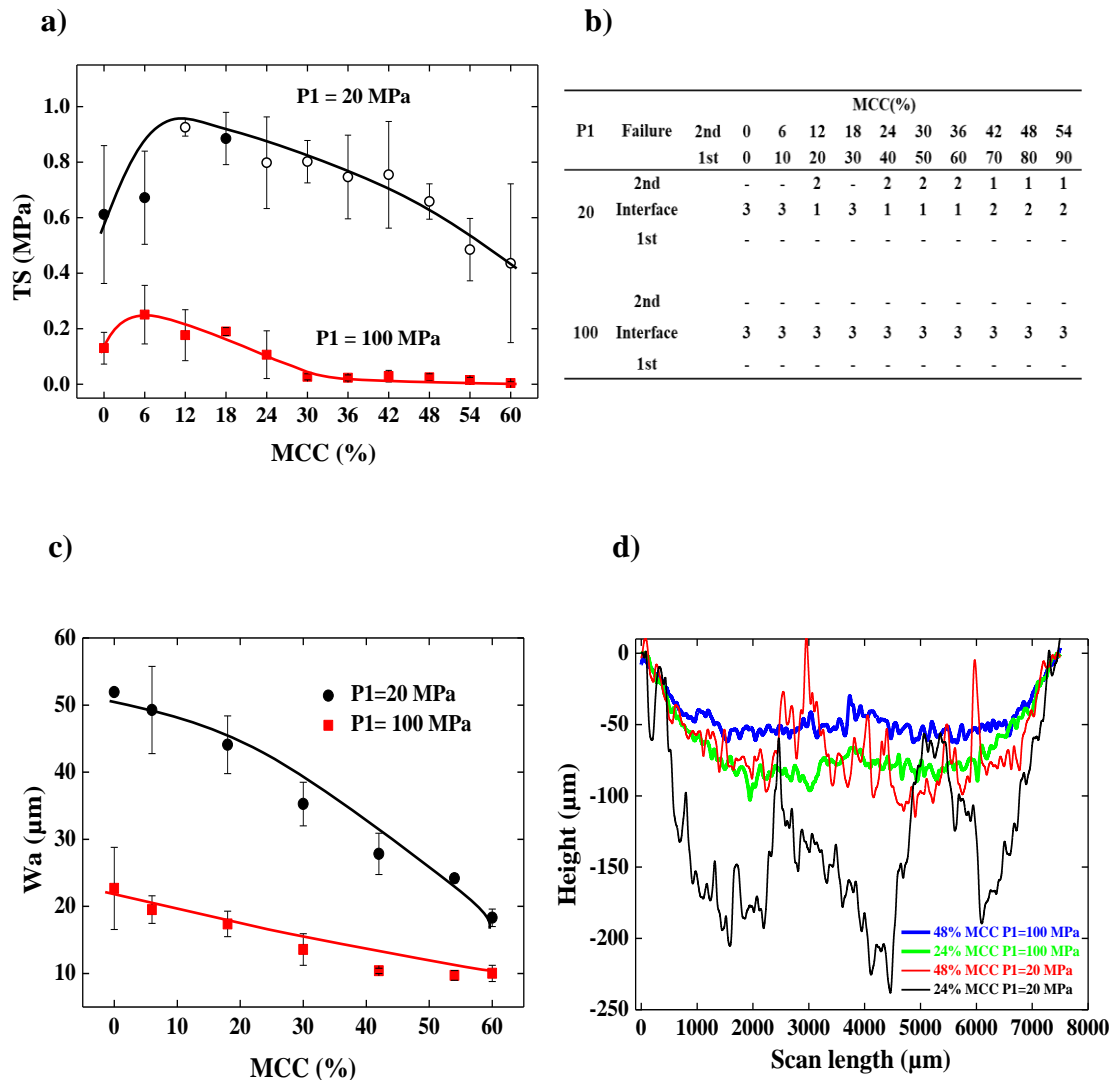 a)
P1 = 20 MPa
P1 = 100 MPa
TS (MPa)
1.0
0.8
0.6
0.4
0.2
0.0
0 6 12 18 24 30 36 42 48 54 60
MCC (%)
b)
MCC(%)
P1 Failure 2nd 0 6 12 18 24 30 36 42 48 54
1st 0 10 20 30 40 50 60 70 80 90
2nd - - 2 - 2 2 2 1 1 1
20 Interface 3 3 1 3 1 1 1 2 2 2
1st - - - - - - - - - -
2nd - - - - - - - - - -
100 Interface 3 3 3 3 3 3 3 3 3 3
1st - - - - - - - - - -
c)
60
50
40
30
20
10
Wa (µm)
P1=20 MPa
P1= 100 MPa
0 10 20 30 40 50 60
MCC (%)
d)
0
-50
-100
-150
-200
-250
Height (µm)
48% MCC P1=100 MPa
24% MCC P1=100 MPa
48% MCC P1=20 MPa
24% MCC P1=20 MPa
0 1000 2000 3000 4000 5000 6000 7000 8000
Scan length (µm)